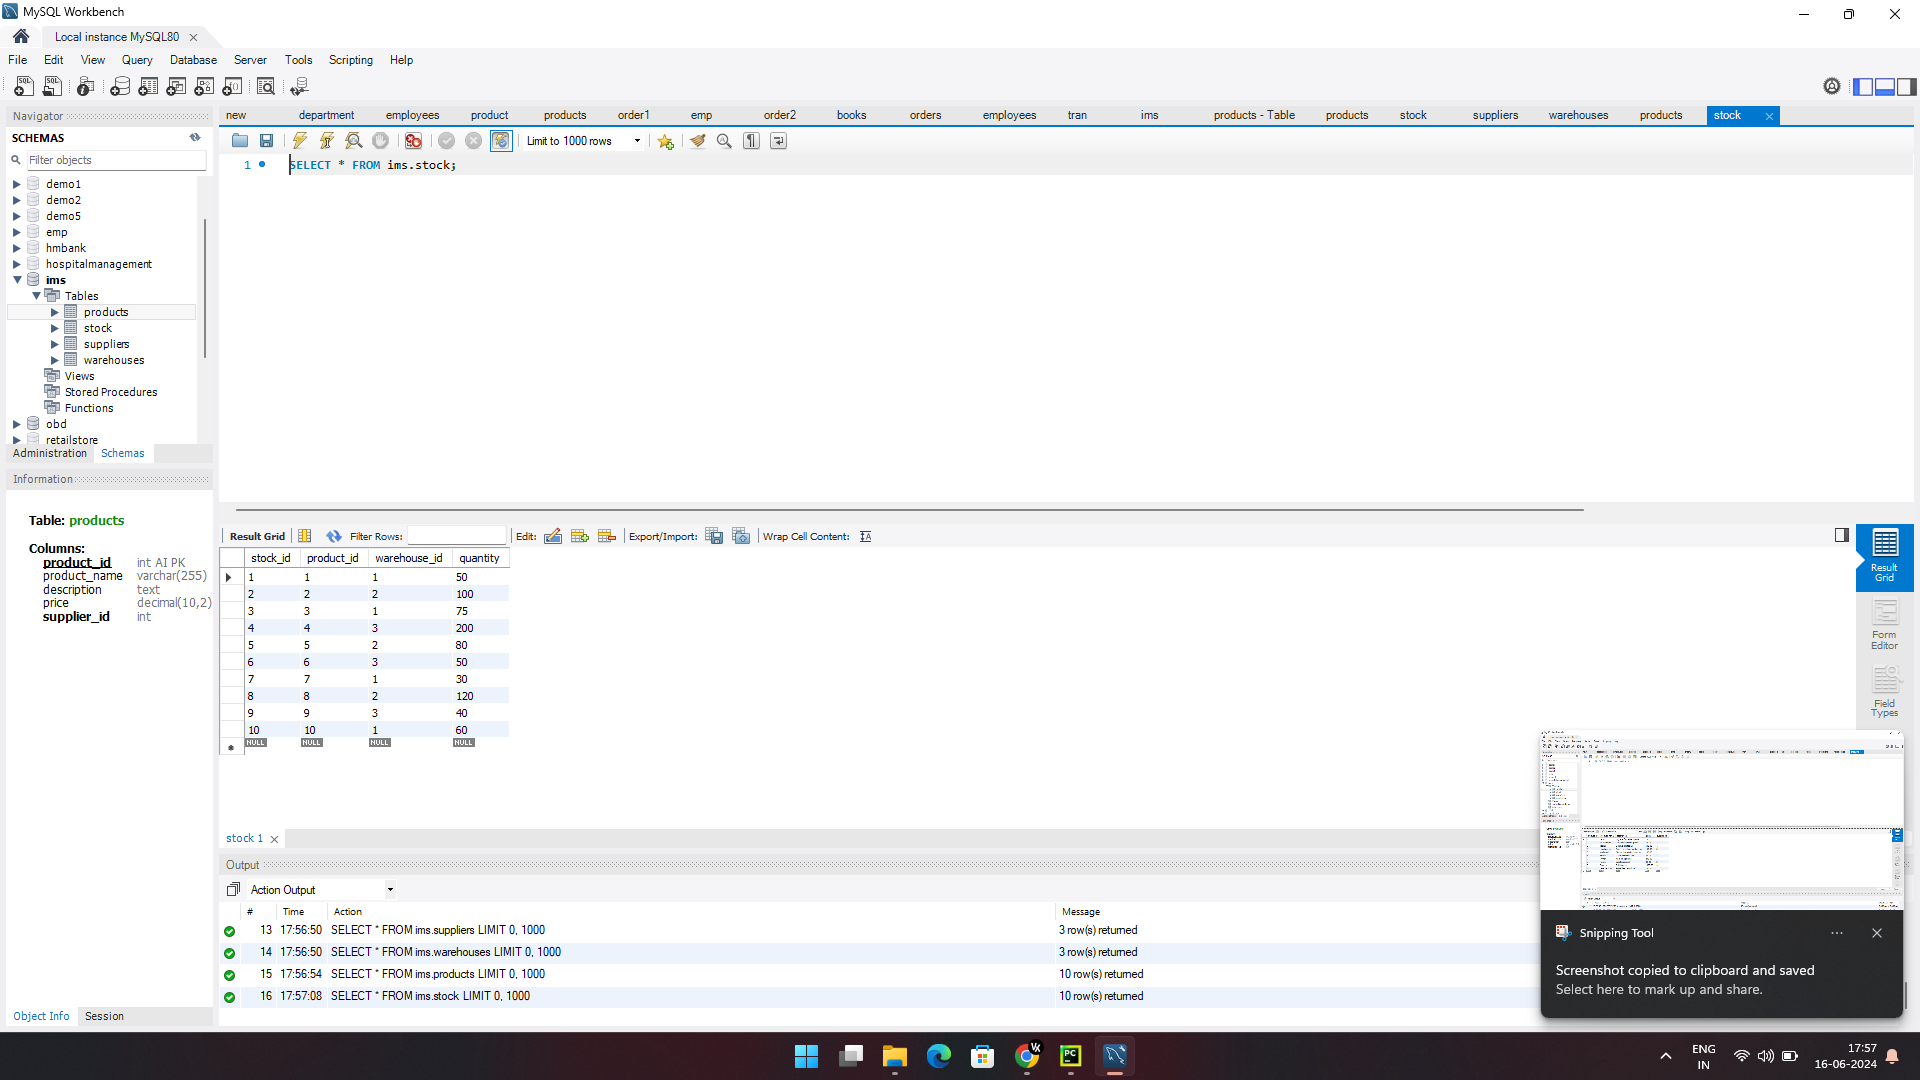 MySQL Workbench
Local instance MySQL80
File Edit View Query Database Server Tools Scripting Help
Navigator
SCHEMAS
Filter objects
demo1
demo2
demo5
emp
hmbank
hospitalmanagement
ims
Tables
products
stock
suppliers
warehouses
Views
Stored Procedures
Functions
obd
retailstore
Administration Schemas
Information
Table: products
Columns:
product_id int AI PK
product_name varchar(255)
description text
price decimal(10,2)
supplier_id int
Object Info Session
new department employees product products order1 emp order2 books orders employees tran ims products - Table products stock suppliers warehouses products stock
Limit to 1000 rows
1 SELECT * FROM ims.stock;
Result Grid Filter Rows: Edit: Export/Import: Wrap Cell Content:
stock_id product_id warehouse_id quantity
1 1 1 50
2 2 2 100
3 3 1 75
4 4 3 200
5 5 2 80
6 6 3 50
7 7 1 30
8 8 2 120
9 9 3 40
10 10 1 60
NULL NULL NULL NULL
Result
Grid
Form
Editor
Field
Types
stock 1
Output
Action Output
# Time Action Message
13 17:56:50 SELECT * FROM ims.suppliers LIMIT 0, 1000 3 row(s) returned
14 17:56:50 SELECT * FROM ims.warehouses LIMIT 0, 1000 3 row(s) returned
15 17:56:54 SELECT * FROM ims.products LIMIT 0, 1000 10 row(s) returned
16 17:57:08 SELECT * FROM ims.stock LIMIT 0, 1000 10 row(s) returned
Snipping Tool
Screenshot copied to clipboard and saved
Select here to mark up and share.
ENG
IN
17:57
16-06-2024